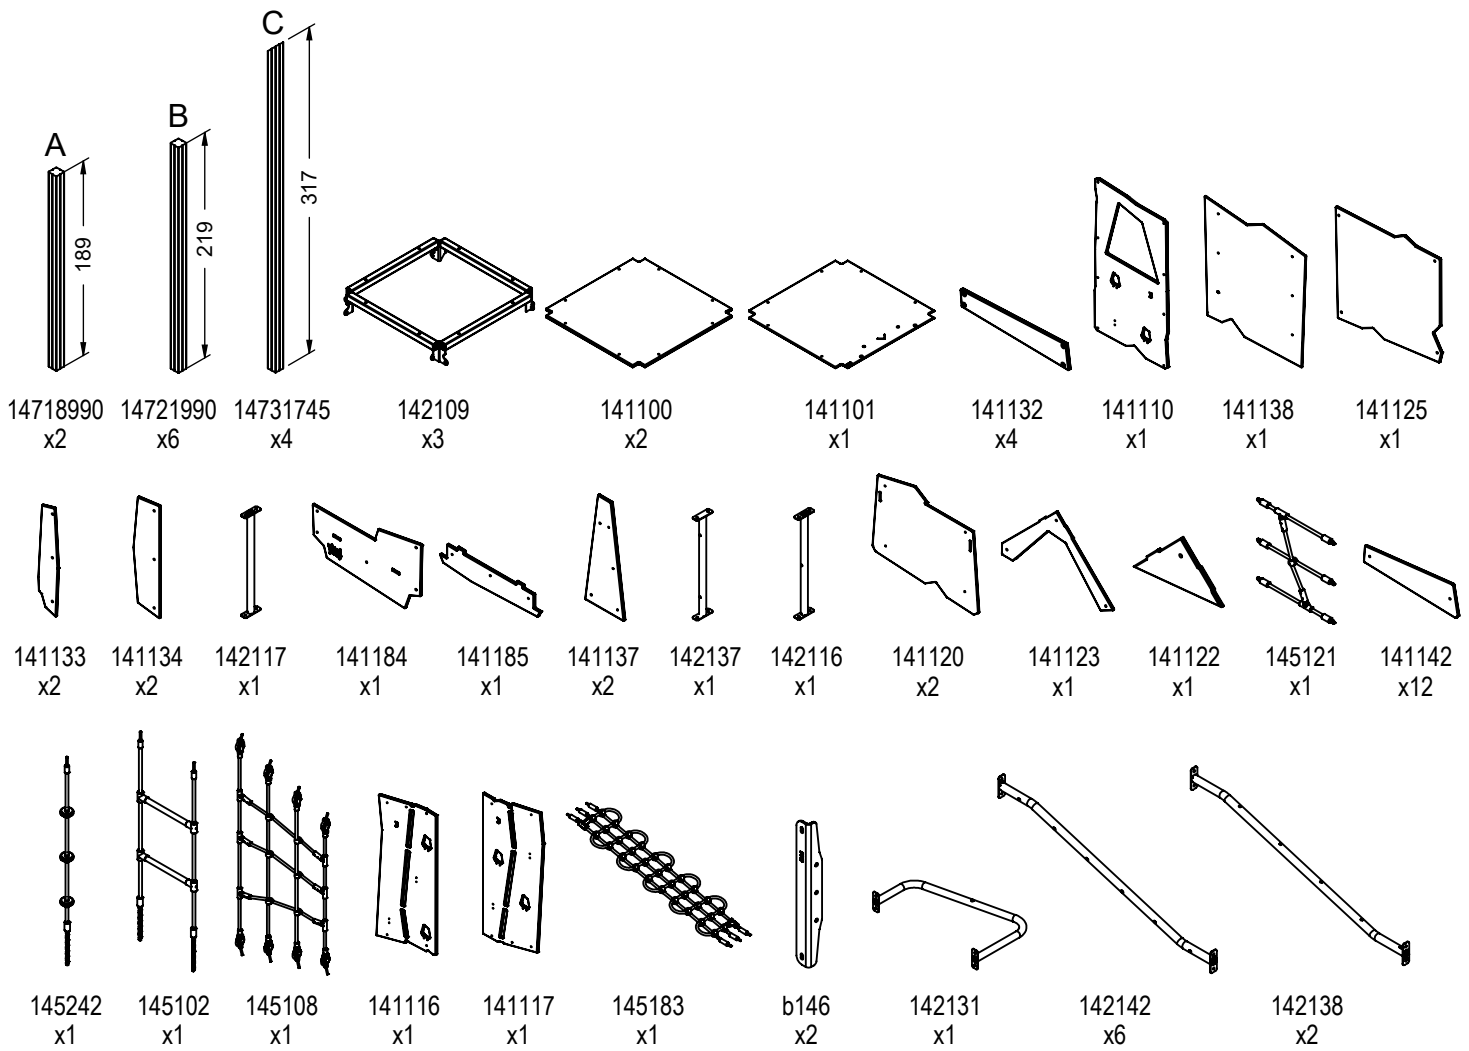 C
B
A
189
219
317
14718990 14721990 14731745 142109 141100 141101 141132 141110 141138 141125
x2 x6 x4 x3 x2 x1 x4 x1 x1 x1
141133 141134 142117 141184 141185 141137 142137 142116 141120 141123 141122 145121 141142
x2 x2 x1 x1 x1 x2 x1 x1 x2 x1 x1 x1 x12
145242 145102 145108 141116 141117 145183 b146 142131 142142 142138
x1 x1 x1 x1 x1 x1 x2 x1 x6 x2